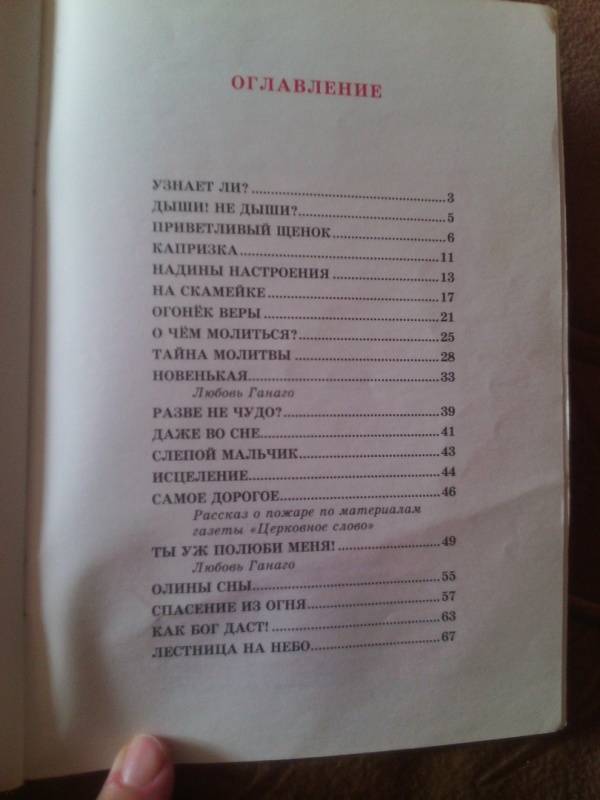 ОГЛАВЛЕНИЕ
УЗНАЕТ ЛИ? 3
ДЫШИ! НЕ ДЫШИ? 5
ПРИВЕТЛИВЫЙ ЩЕНОК 6
КАПРИЗКА 11
НАДИНЫ НАСТРОЕНИЯ 13
НА СКАМЕЙКЕ 17
ОГОНЁК ВЕРЫ 21
О ЧЁМ МОЛИТЬСЯ? 25
ТАЙНА МОЛИТВЫ 28
НОВЕНЬКАЯ 33
Любовь Ганаго
РАЗВЕ НЕ ЧУДО? 39
ДАЖЕ ВО СНЕ 41
СЛЕПОЙ МАЛЬЧИК 43
ИСЦЕЛЕНИЕ 44
САМОЕ ДОРОГОЕ 46
Рассказ о пожаре по материалам
газеты «Церковное слово»
ТЫ УЖ ПОЛЮБИ МЕНЯ! 49
Любовь Ганаго
ОЛИНЫ СНЫ 55
СПАСЕНИЕ ИЗ ОГНЯ 57
КАК БОГ ДАСТ! 63
ЛЕСТНИЦА НА НЕБО 67